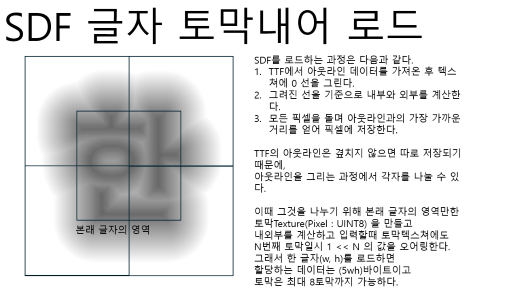 SDF 글자 토막내어 로드
SDF를 로드하는 과정은 다음과 같다.
1. TTF에서 아웃라인 데이터를 가져온 후 텍스
쳐에 0 선을 그린다.
2. 그려진 선을 기준으로 내부와 외부를 계산한
다.
3. 모든 픽셀을 돌며 아웃라인과의 가장 가까운
거리를 얻어 픽셀에 저장한다.
TTF의 아웃라인은 겹치지 않으면 따로 저장되기
때문에,
아웃라인을 그리는 과정에서 각자를 나눌 수 있
다.
이때 그것을 나누기 위해 본래 글자의 영역만한
토막Texture(Pixel : UINT8) 을 만들고
내외부를 계산하고 입력할때 토막텍스쳐에도
N번째 토막일시 1 << N 의 값을 오어링한다.
그래서 한 글자(w, h)를 로드하면
할당하는 데이터는 (5wh)바이트이고
토막은 최대 8토막까지 가능하다.
한
본래 글자의 영역